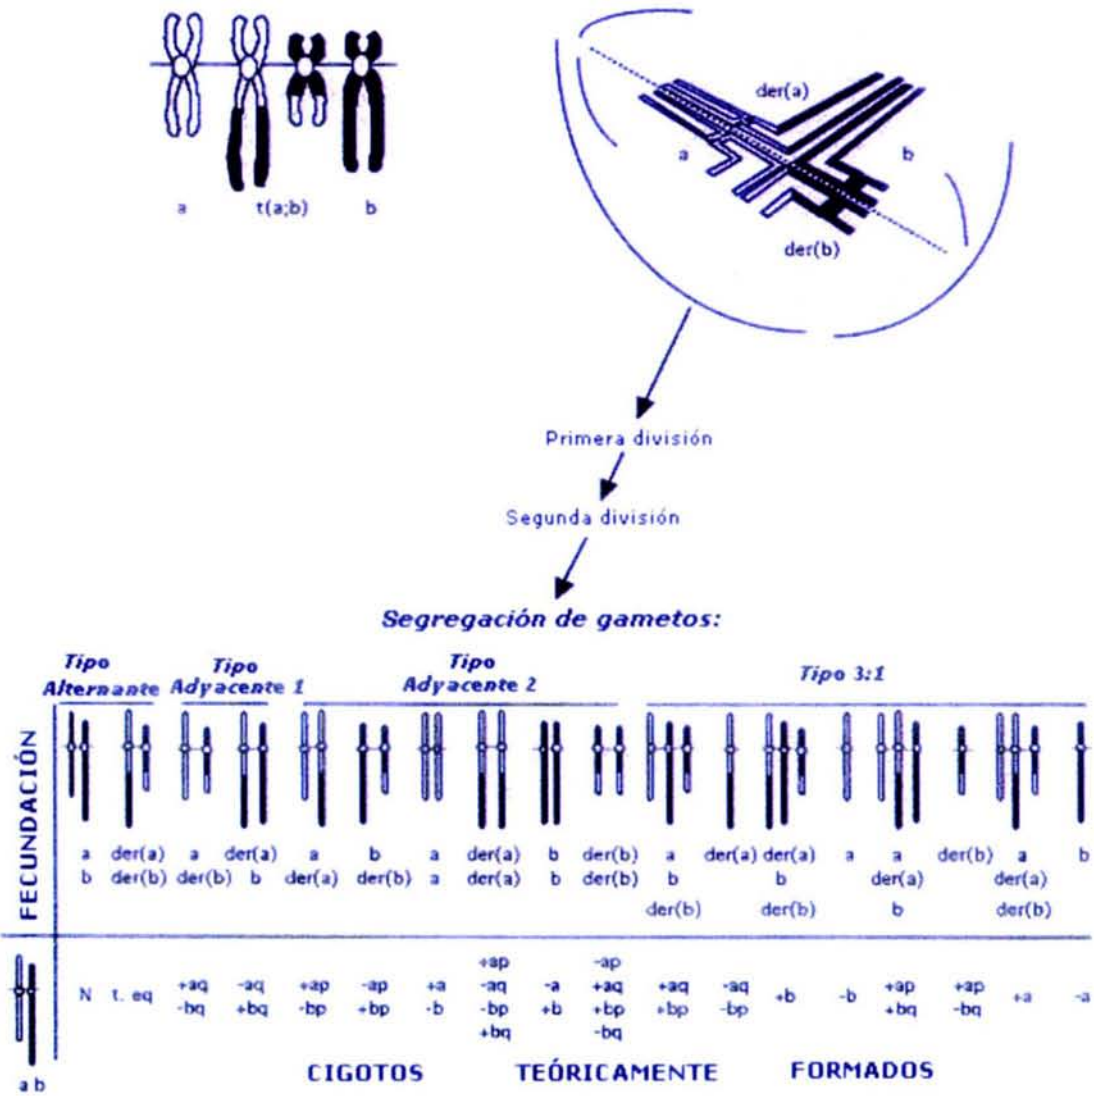 a t(a;b) b
der(a)
a b
der(b)
Primera división
Segunda división
Segregación de gametos:
Tipo Alternante
Tipo Adyacente 1
Tipo Adyacente 2
Tipo 3:1
FECUNDACIÓN
a der(a) a der(a) a b a der(a) b der(b) a der(a) der(a) a a der(b) a b
b der(b) der(b) b der(a) der(b) a der(a) b der(b) b b der(a) der(a)
der(b) der(b) b der(b)
+ap -ap
N t. eq +aq -aq +ap -ap +a -aq -a +aq +aq -aq +b -b +ap +ap +a -a
-bq +bq -bp +bp -b -bp +b +bp +bp -bp +bq -bq
+bq -bq
a b
CIGOTOS TEÓRICAMENTE FORMADOS